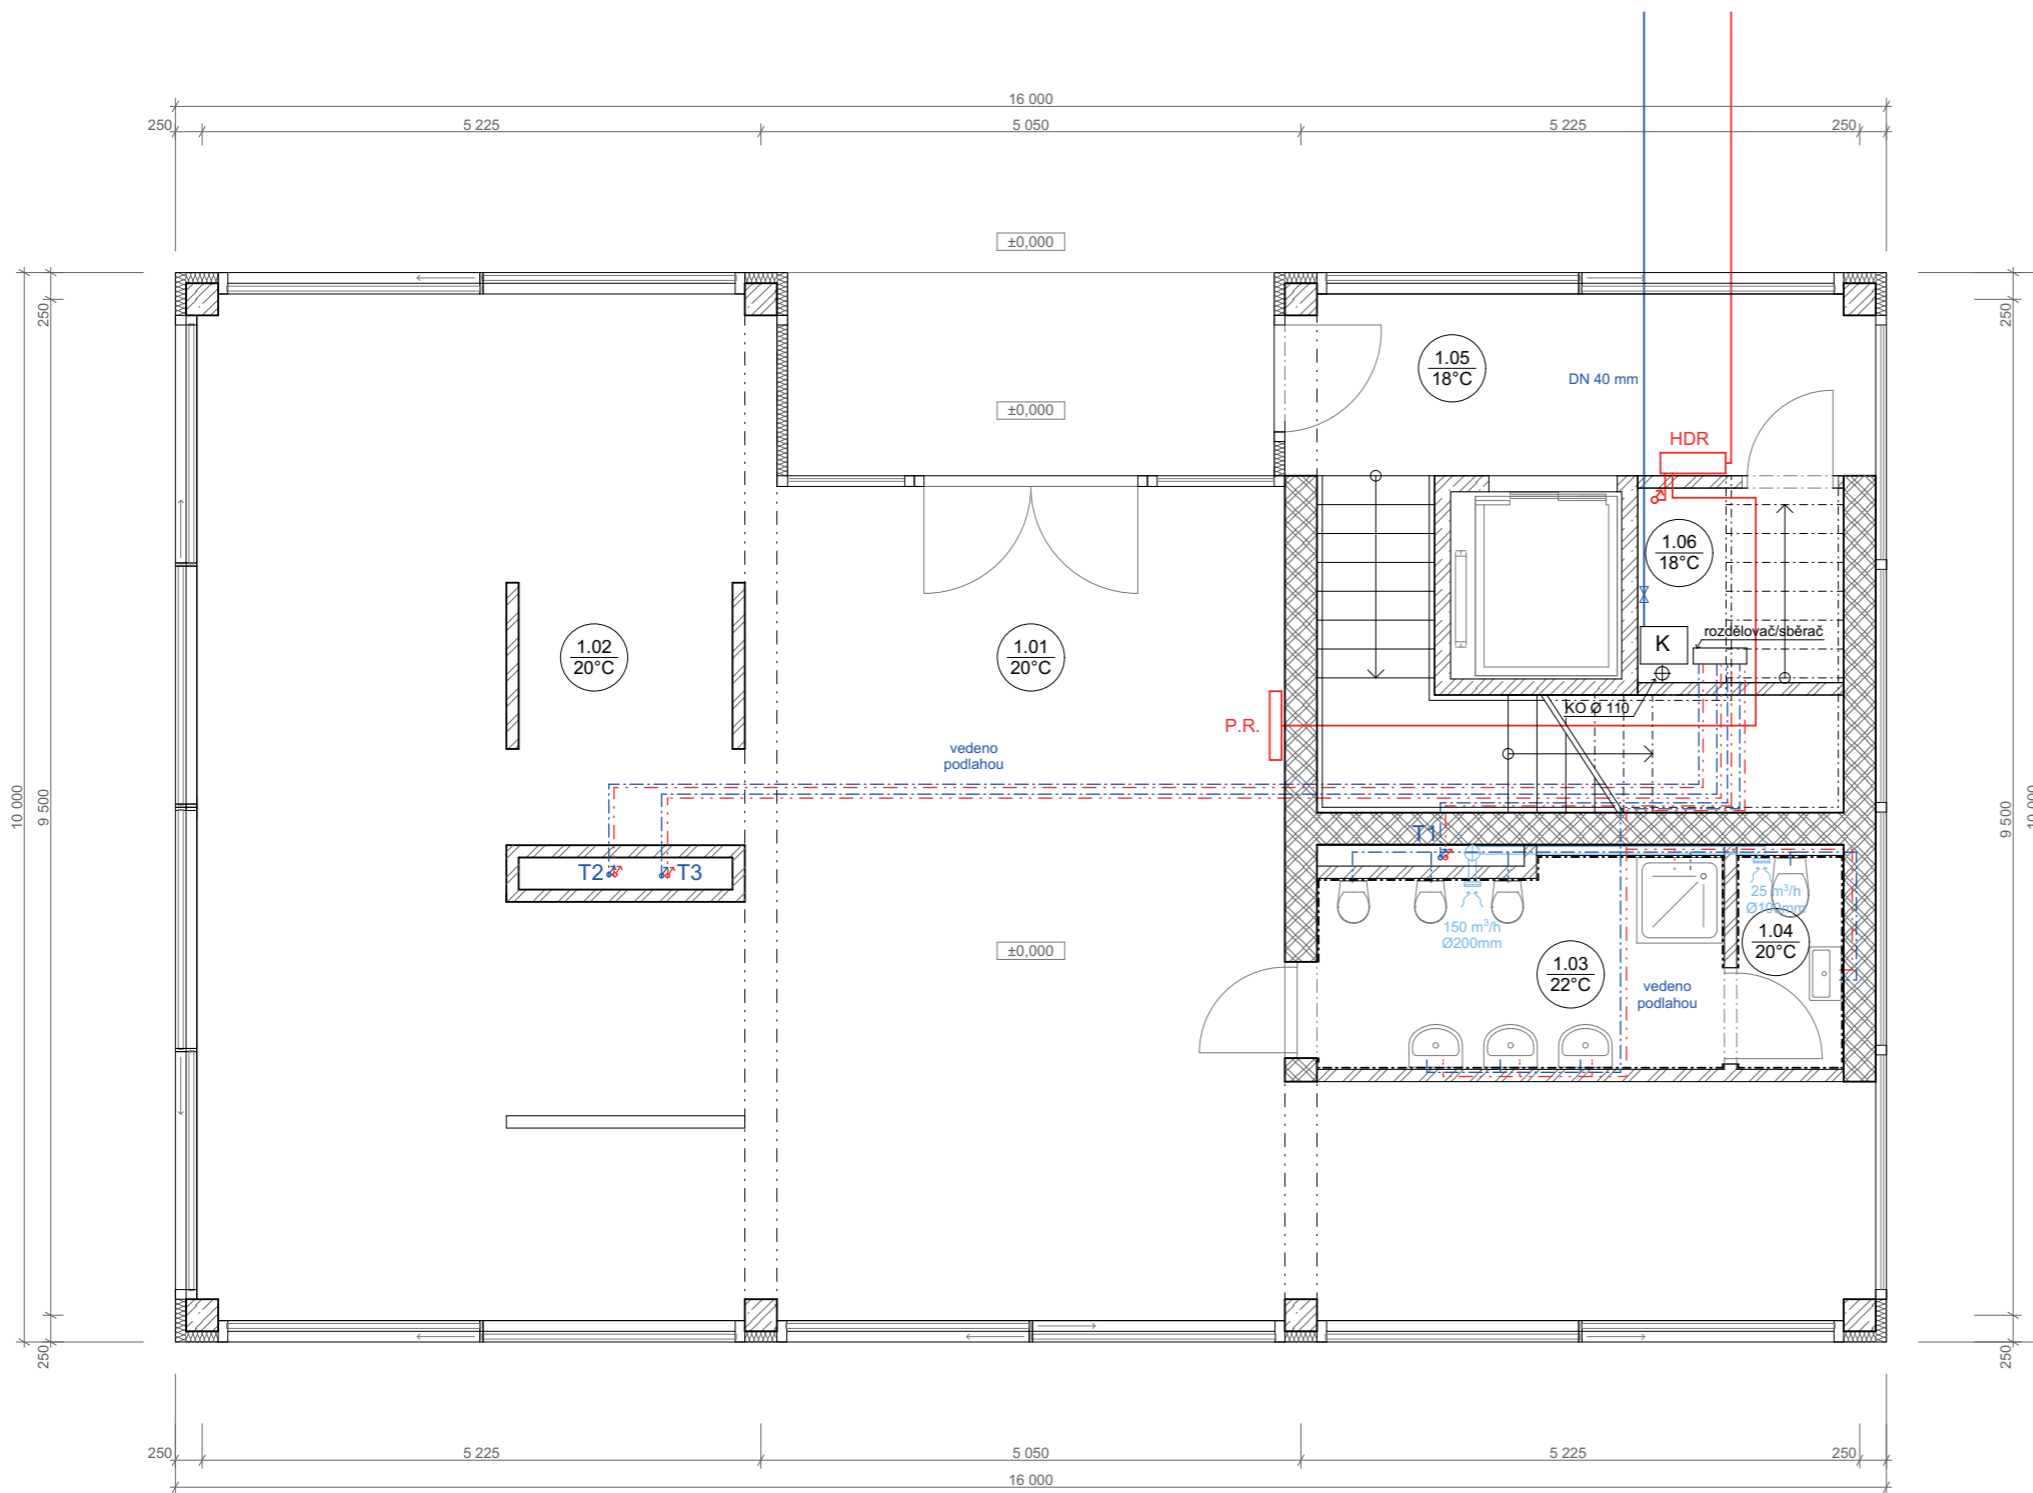 16 000
250 5 225 5 050 5 225 250
±0,000
250
250
1.05
18°C
DN 40 mm
±0,000
HDR
1.06
18°C
1.02
20°C
1.01
20°C
rozdělovač/sběrač
K
KO Ø 110
P.R.
vedeno
podlahou
10 000
9 500
9 500
10 000
T1
T2 T3
25 m³/h
Ø100mm
150 m³/h
Ø200mm
1.04
20°C
±0,000
1.03
22°C
vedeno
podlahou
250
250
250 5 225 5 050 5 225 250
16 000